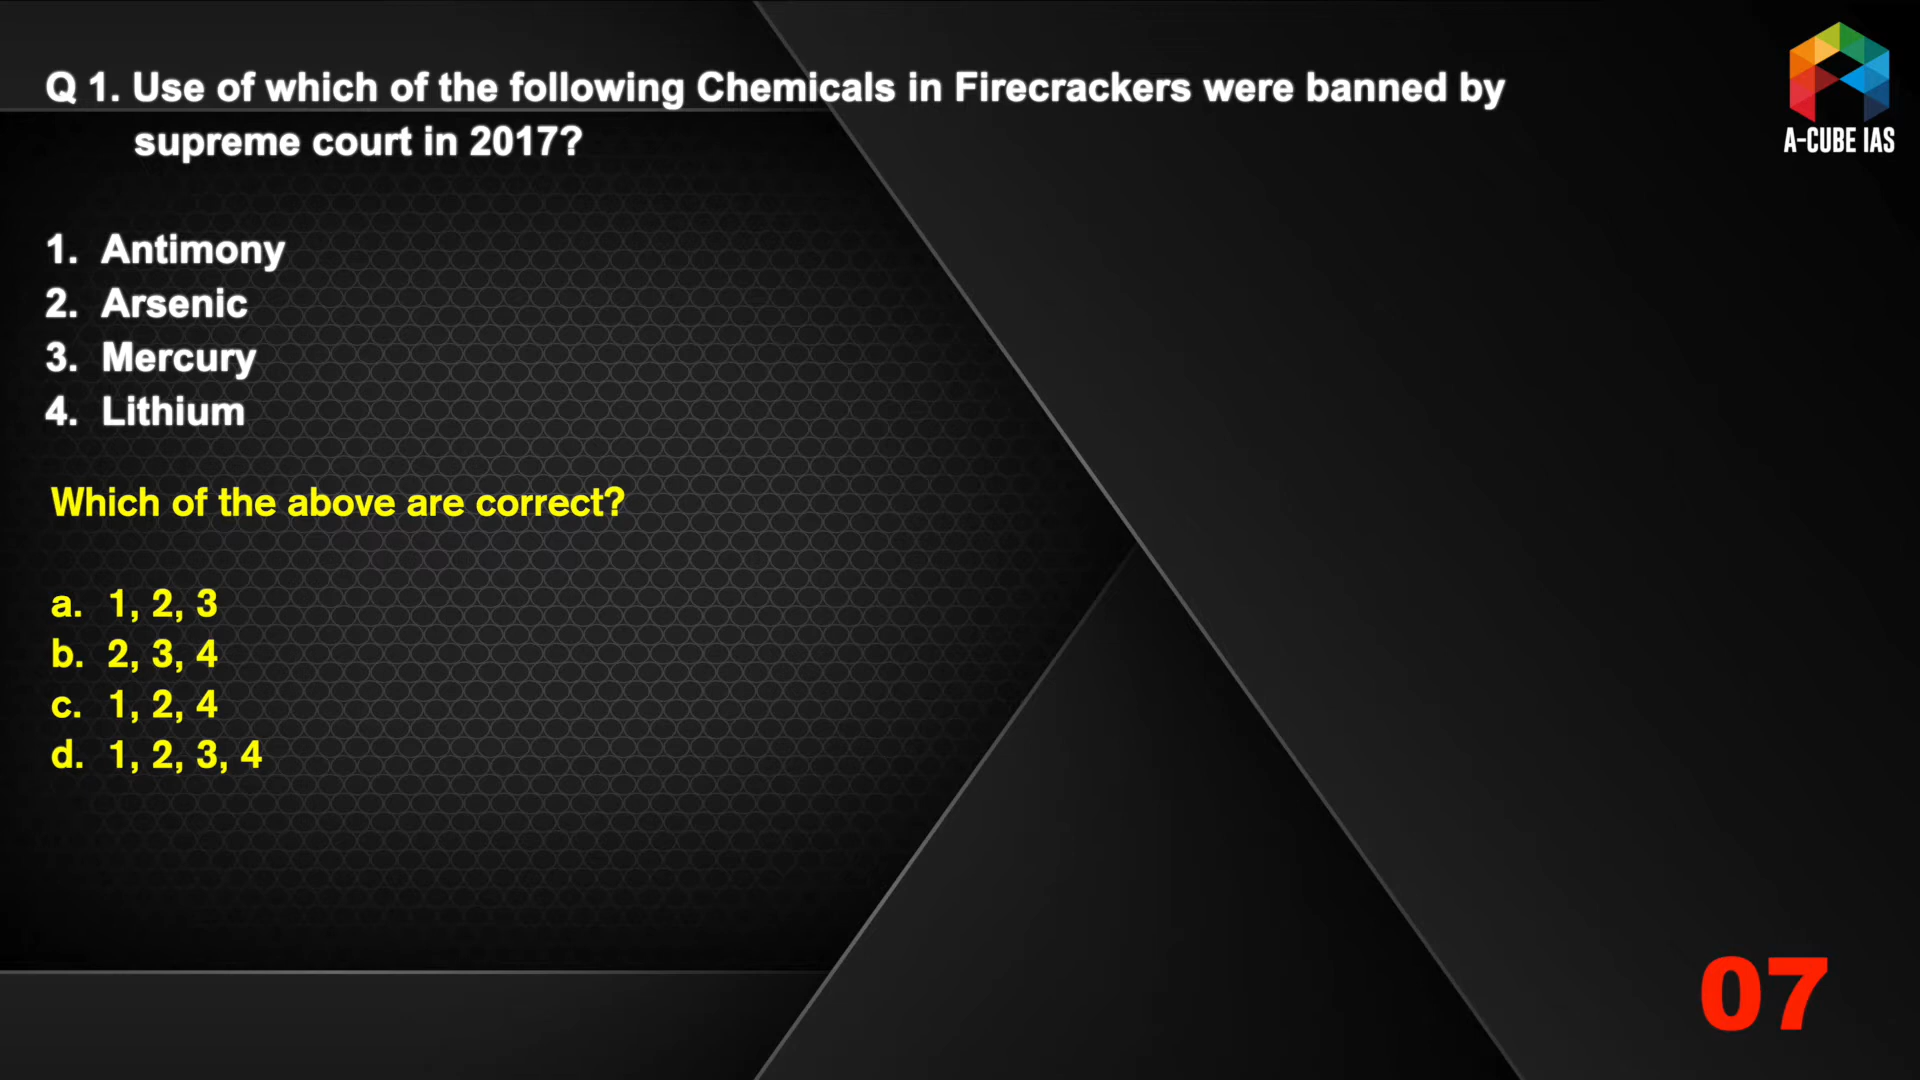 Q 1. Use of which of the following Chemicals in Firecrackers were banned by
supreme court in 2017?
A-CUBE IAS
1. Antimony
2. Arsenic
3. Mercury
4. Lithium
Which of the above are correct?
a. 1, 2, 3
b. 2, 3, 4
c. 1, 2, 4
d. 1, 2, 3, 4
07